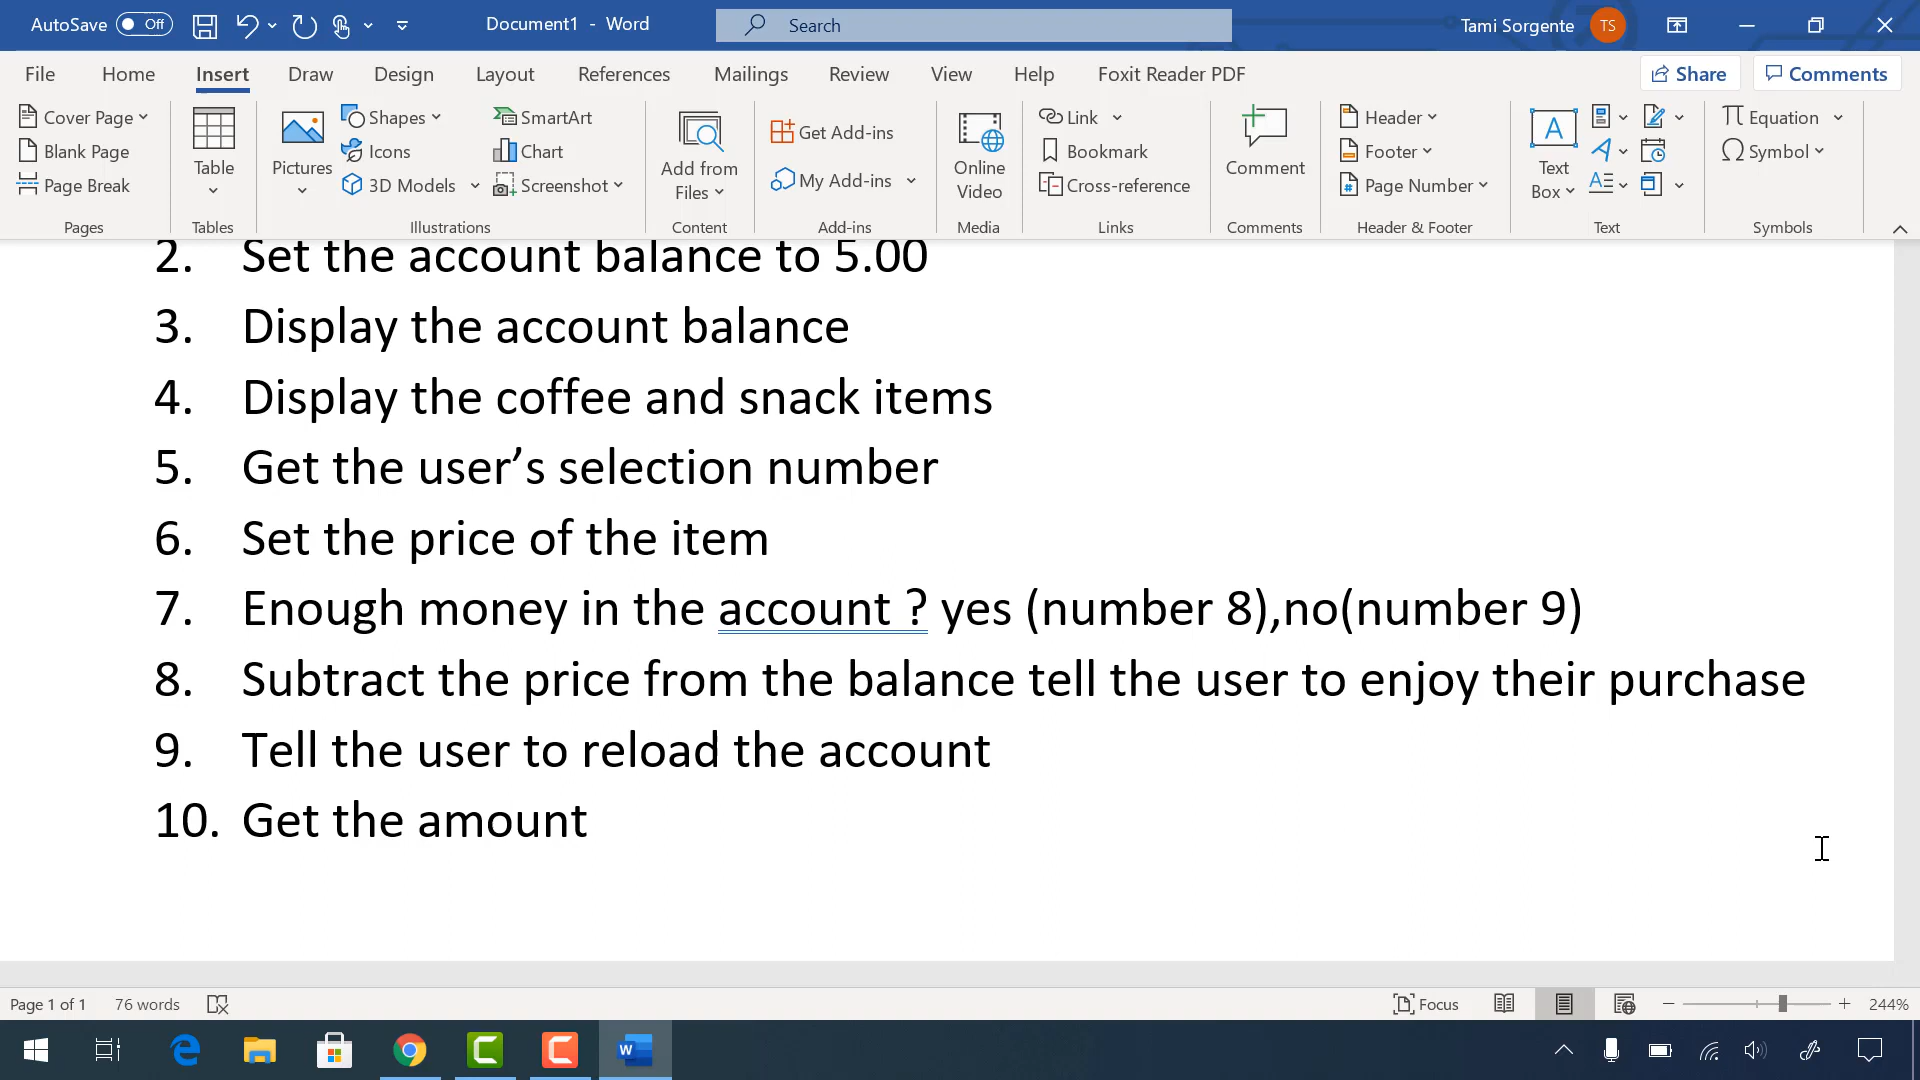 AutoSave Off Document1 - Word Search Tami Sorgente TS
File Home Insert Draw Design Layout References Mailings Review View Help Foxit Reader PDF Share Comments
Cover Page
Blank Page
Page Break
Pages
Table
Tables
Pictures
Shapes
Icons
3D Models
SmartArt
Chart
Screenshot
Illustrations
Add from
Files
Content
Get Add-ins
My Add-ins
Add-ins
Online
Video
Media
Link
Bookmark
Cross-reference
Links
Comment
Comments
Header
Footer
Page Number
Header & Footer
Text
Box
Text
Equation
Symbol
Symbols
2. Set the account balance to 5.00
3. Display the account balance
4. Display the coffee and snack items
5. Get the user’s selection number
6. Set the price of the item
7. Enough money in the account ? yes (number 8),no(number 9)
8. Subtract the price from the balance tell the user to enjoy their purchase
9. Tell the user to reload the account
10. Get the amount
Page 1 of 1 76 words Focus 244%